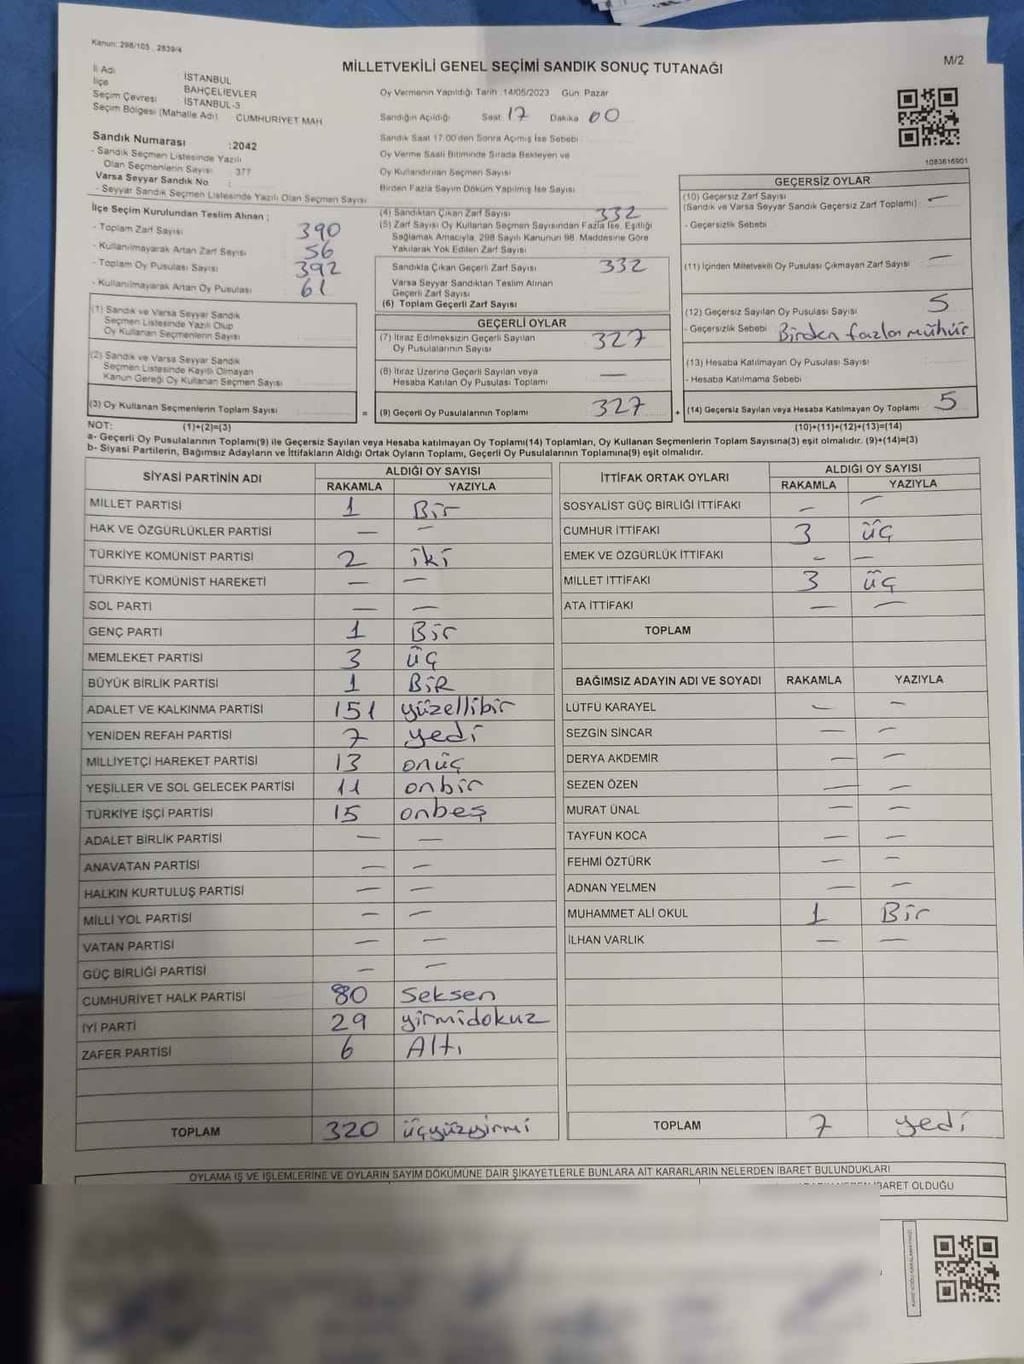 Kanun: 298/105 , 2839/4
M/2
MİLLETVEKİLİ GENEL SEÇİMİ SANDIK SONUÇ TUTANAĞI
İl Adı İSTANBUL
İlçe BAHÇELİEVLER
Seçim Çevresi İSTANBUL-3
Seçim Bölgesi (Mahalle Adı) CUMHURİYET MAH
Sandık Numarası :2042
- Sandık Seçmen Listesinde Yazılı
Olan Seçmenlerin Sayısı 377
Varsa Seyyar Sandık No :
- Seyyar Sandık Seçmen Listesinde Yazılı Olan Seçmen Sayısı
Oy Vermenin Yapıldığı Tarih :14/05/2023 Gün: Pazar
Sandığın Açıldığı Saat 17 Dakika 00
Sandık Saat 17.00'den Sonra Açılmış İse Sebebi
Oy Verme Saati Bitiminde Sırada Bekleyen ve
Oy Kullandırılan Seçmen Sayısı
Birden Fazla Sayım Döküm Yapılmış İse Sayısı
1083616901
İlçe Seçim Kurulundan Teslim Alınan ;
- Toplam Zarf Sayısı 390
- Kullanılmayarak Artan Zarf Sayısı 56
- Toplam Oy Pusulası Sayısı 392
- Kullanılmayarak Artan Oy Pusulası 61
(1) Sandık ve Varsa Seyyar Sandık
Seçmen Listesinde Yazılı Olup
Oy Kullanan Seçmenlerin Sayısı
(2) Sandık ve Varsa Seyyar Sandık
Seçmen Listesinde Kayıtlı Olmayan
Kanun Gereği Oy Kullanan Seçmen Sayısı
(3) Oy Kullanan Seçmenlerin Toplam Sayısı =
(4) Sandıktan Çıkan Zarf Sayısı 332
(5) Zarf Sayısı Oy Kullanan Seçmen Sayısından Fazla İse, Eşitliği
Sağlamak Amacıyla, 298 Sayılı Kanunun 98. Maddesine Göre
Yakılarak Yok Edilen Zarf Sayısı
Sandıkta Çıkan Geçerli Zarf Sayısı 332
Varsa Seyyar Sandıktan Teslim Alınan
Geçerli Zarf Sayısı
(6) Toplam Geçerli Zarf Sayısı
GEÇERLİ OYLAR
(7) İtiraz Edilmeksizin Geçerli Sayılan
Oy Pusulalarının Sayısı 327
(8) İtiraz Üzerine Geçerli Sayılan veya
Hesaba Katılan Oy Pusulası Toplamı —
(9) Geçerli Oy Pusulalarının Toplamı 327 +
GEÇERSİZ OYLAR
(10) Geçersiz Zarf Sayısı
(Sandık ve Varsa Seyyar Sandık Geçersiz Zarf Toplamı) —
- Geçersizlik Sebebi
(11) İçinden Milletvekili Oy Pusulası Çıkmayan Zarf Sayısı —
(12) Geçersiz Sayılan Oy Pusulası Sayısı 5
- Geçersizlik Sebebi Birden fazla mühür
(13) Hesaba Katılmayan Oy Pusulası Sayısı
- Hesaba Katılmama Sebebi
(14) Geçersiz Sayılan veya Hesaba Katılmayan Oy Toplamı 5
NOT: (1)+(2)=(3) (10)+(11)+(12)+(13)=(14)
a- Geçerli Oy Pusulalarının Toplamı(9) ile Geçersiz Sayılan veya Hesaba katılmayan Oy Toplamı(14) Toplamları, Oy Kullanan Seçmenlerin Toplam Sayısına(3) eşit olmalıdır. (9)+(14)=(3)
b- Siyasi Partilerin, Bağımsız Adayların ve İttifakların Aldığı Ortak Oyların Toplamı, Geçerli Oy Pusulalarının Toplamına(9) eşit olmalıdır.
SİYASİ PARTİNİN ADI ALDIĞI OY SAYISI
RAKAMLA YAZIYLA
MİLLET PARTİSİ 1 Bir
HAK VE ÖZGÜRLÜKLER PARTİSİ — —
TÜRKİYE KOMÜNİST PARTİSİ 2 iki
TÜRKİYE KOMÜNİST HAREKETİ — —
SOL PARTİ — —
GENÇ PARTİ 1 Bir
MEMLEKET PARTİSİ 3 üç
BÜYÜK BİRLİK PARTİSİ 1 BİR
ADALET VE KALKINMA PARTİSİ 151 yüzellibir
YENİDEN REFAH PARTİSİ 7 yedi
MİLLİYETÇİ HAREKET PARTİSİ 13 onüç
YEŞİLLER VE SOL GELECEK PARTİSİ 11 onbir
TÜRKİYE İŞÇİ PARTİSİ 15 onbeş
ADALET BİRLİK PARTİSİ — —
ANAVATAN PARTİSİ — —
HALKIN KURTULUŞ PARTİSİ — —
MİLLİ YOL PARTİSİ — —
VATAN PARTİSİ — —
GÜÇ BİRLİĞİ PARTİSİ — —
CUMHURİYET HALK PARTİSİ 80 Seksen
İYİ PARTİ 29 yirmidokuz
ZAFER PARTİSİ 6 Altı
TOPLAM 320 üçyüzyirmi
İTTİFAK ORTAK OYLARI ALDIĞI OY SAYISI
RAKAMLA YAZIYLA
SOSYALİST GÜÇ BİRLİĞİ İTTİFAKI — —
CUMHUR İTTİFAKI 3 üç
EMEK VE ÖZGÜRLÜK İTTİFAKI — —
MİLLET İTTİFAKI 3 üç
ATA İTTİFAKI — —
TOPLAM
BAĞIMSIZ ADAYIN ADI VE SOYADI RAKAMLA YAZIYLA
LÜTFÜ KARAYEL — —
SEZGİN SİNCAR — —
DERYA AKDEMİR — —
SEZEN ÖZEN — —
MURAT ÜNAL — —
TAYFUN KOCA — —
FEHMİ ÖZTÜRK — —
ADNAN YELMEN — —
MUHAMMET ALİ OKUL 1 Bir
İLHAN VARLIK — —
TOPLAM 7 yedi
OYLAMA İŞ VE İŞLEMLERİNE VE OYLARIN SAYIM DÖKÜMÜNE DAİR ŞİKAYETLERLE BUNLARA AİT KARARLARIN NELERDEN İBARET BULUNDUKLARI
İBARET OLDUĞU